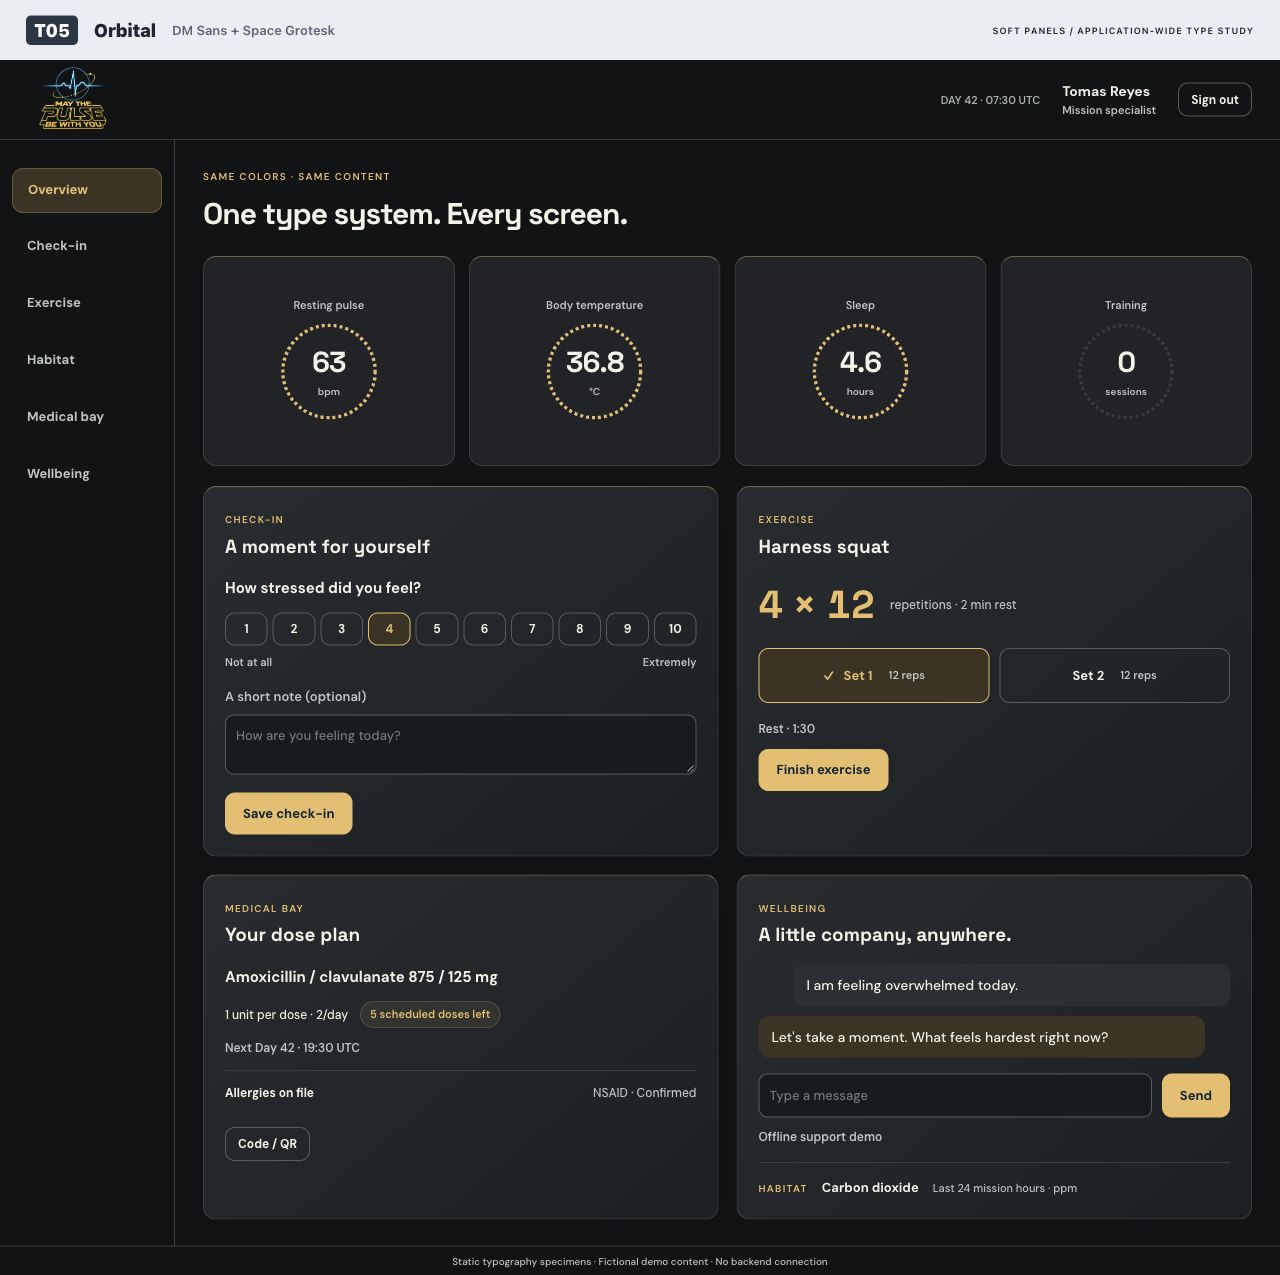 T05 Orbital DM Sans + Space Grotesk
SOFT PANELS / APPLICATION-WIDE TYPE STUDY
MAY THE
PULSE
BE WITH YOU
DAY 42 · 07:30 UTC
Tomas Reyes
Mission specialist
Sign out
Overview
Check-in
Exercise
Habitat
Medical bay
Wellbeing
SAME COLORS · SAME CONTENT
One type system. Every screen.
Resting pulse
63
bpm
Body temperature
36.8
°C
Sleep
4.6
hours
Training
0
sessions
CHECK-IN
A moment for yourself
How stressed did you feel?
1 2 3 4 5 6 7 8 9 10
Not at all Extremely
A short note (optional)
How are you feeling today?
Save check-in
EXERCISE
Harness squat
4 × 12 repetitions · 2 min rest
✓ Set 1 12 reps
Set 2 12 reps
Rest · 1:30
Finish exercise
MEDICAL BAY
Your dose plan
Amoxicillin / clavulanate 875 / 125 mg
1 unit per dose · 2/day 5 scheduled doses left
Next Day 42 · 19:30 UTC
Allergies on file NSAID · Confirmed
Code / QR
WELLBEING
A little company, anywhere.
I am feeling overwhelmed today.
Let's take a moment. What feels hardest right now?
Type a message Send
Offline support demo
HABITAT Carbon dioxide Last 24 mission hours · ppm
Static typography specimens · Fictional demo content · No backend connection